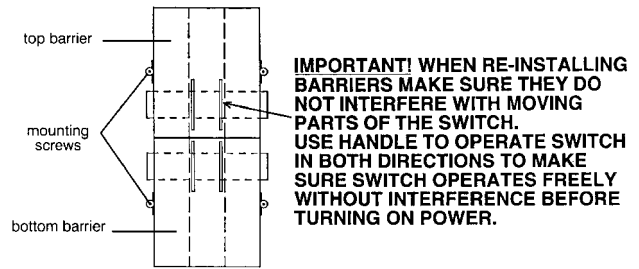 top barrier
mounting
screws
bottom barrier
IMPORTANT! WHEN RE-INSTALLING
BARRIERS MAKE SURE THEY DO
NOT INTERFERE WITH MOVING
PARTS OF THE SWITCH.
USE HANDLE TO OPERATE SWITCH
IN BOTH DIRECTIONS TO MAKE
SURE SWITCH OPERATES FREELY
WITHOUT INTERFERENCE BEFORE
TURNING ON POWER.